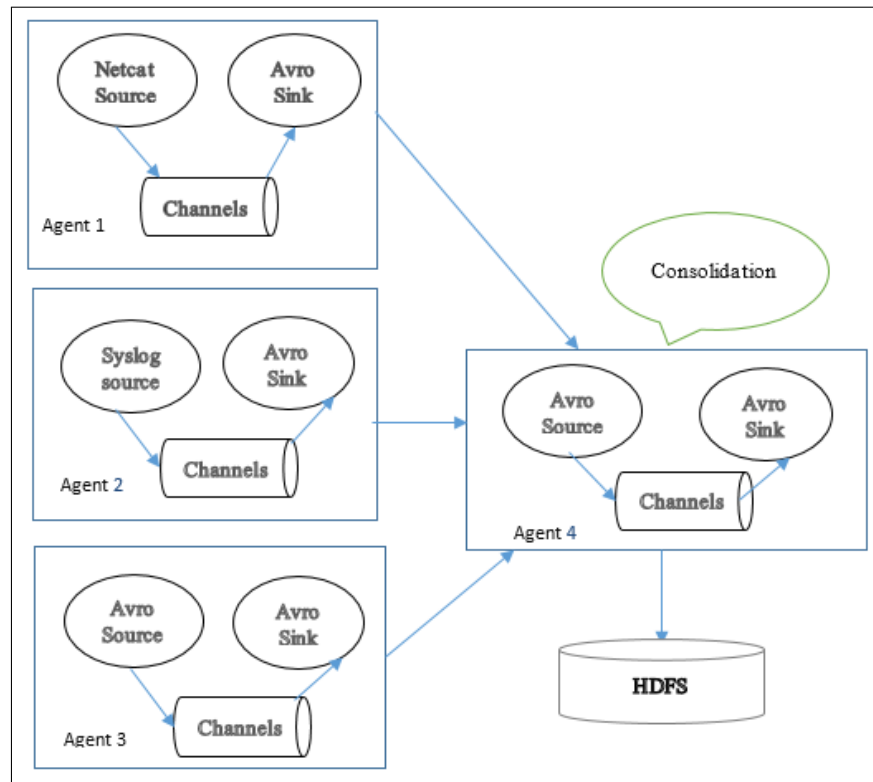 Netcat
Source
Avro
Sink
Channels
Agent 1
Consolidation
Syslog
source
Avro
Sink
Channels
Agent 2
Avro
Source
Avro
Sink
Channels
Agent 4
Avro
Source
Avro
Sink
Channels
Agent 3
HDFS